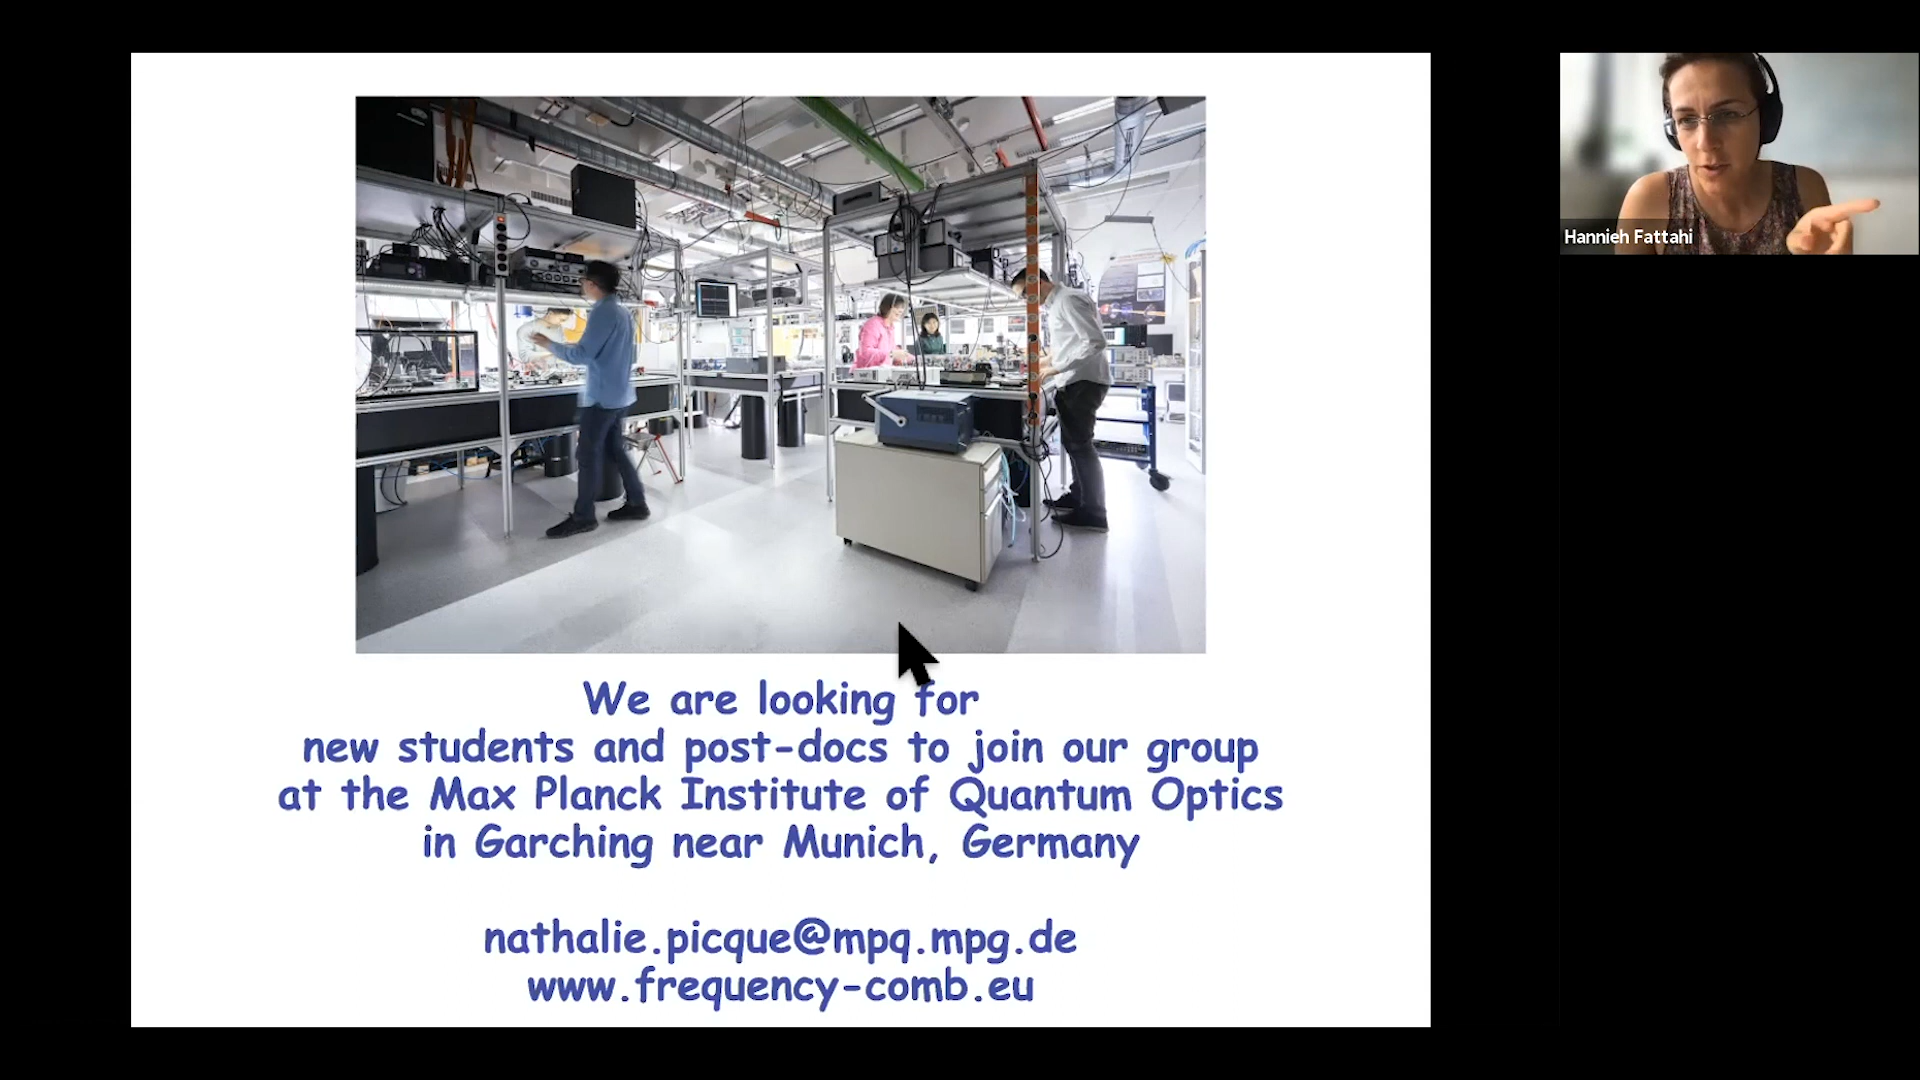 We are looking for
new students and post-docs to join our group
at the Max Planck Institute of Quantum Optics
in Garching near Munich, Germany
nathalie.picque@mpq.mpg.de
www.frequency-comb.eu
Hannieh Fattahi